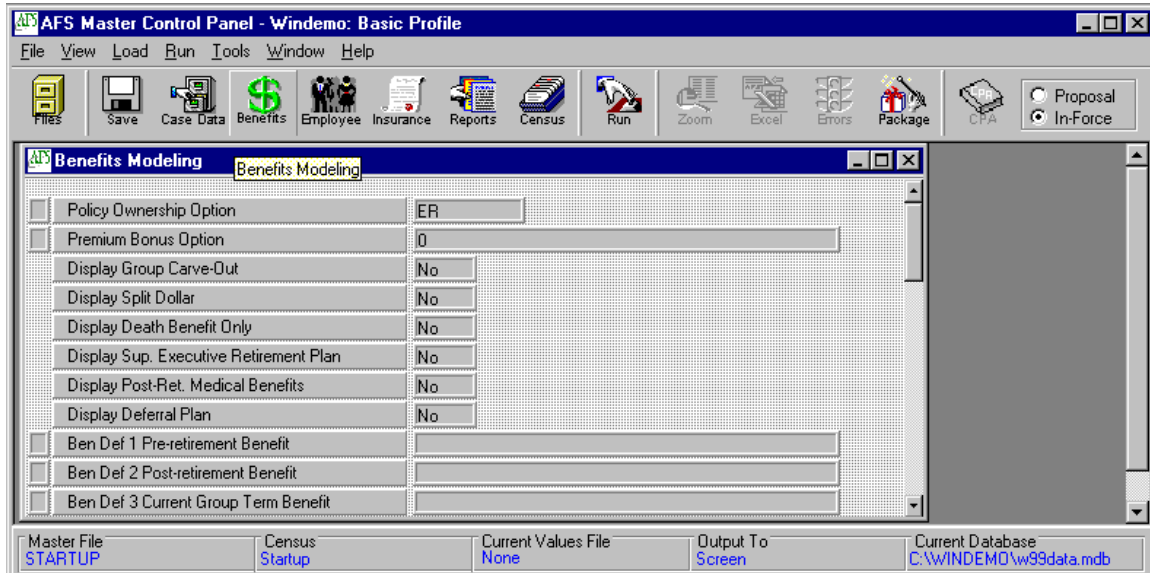 AFS AFS Master Control Panel - Windemo: Basic Profile
File View Load Run Tools Window Help
Files Save Case Data Benefits Employee Insurance Reports Census Run Zoom Excel Errors Package CPA
Proposal
In-Force
AFS Benefits Modeling
Benefits Modeling
Policy Ownership Option ER
Premium Bonus Option 0
Display Group Carve-Out No
Display Split Dollar No
Display Death Benefit Only No
Display Sup. Executive Retirement Plan No
Display Post-Ret. Medical Benefits No
Display Deferral Plan No
Ben Def 1 Pre-retirement Benefit
Ben Def 2 Post-retirement Benefit
Ben Def 3 Current Group Term Benefit
Master File Census Current Values File Output To Current Database
STARTUP Startup None Screen C:\WINDEMO\w99data.mdb